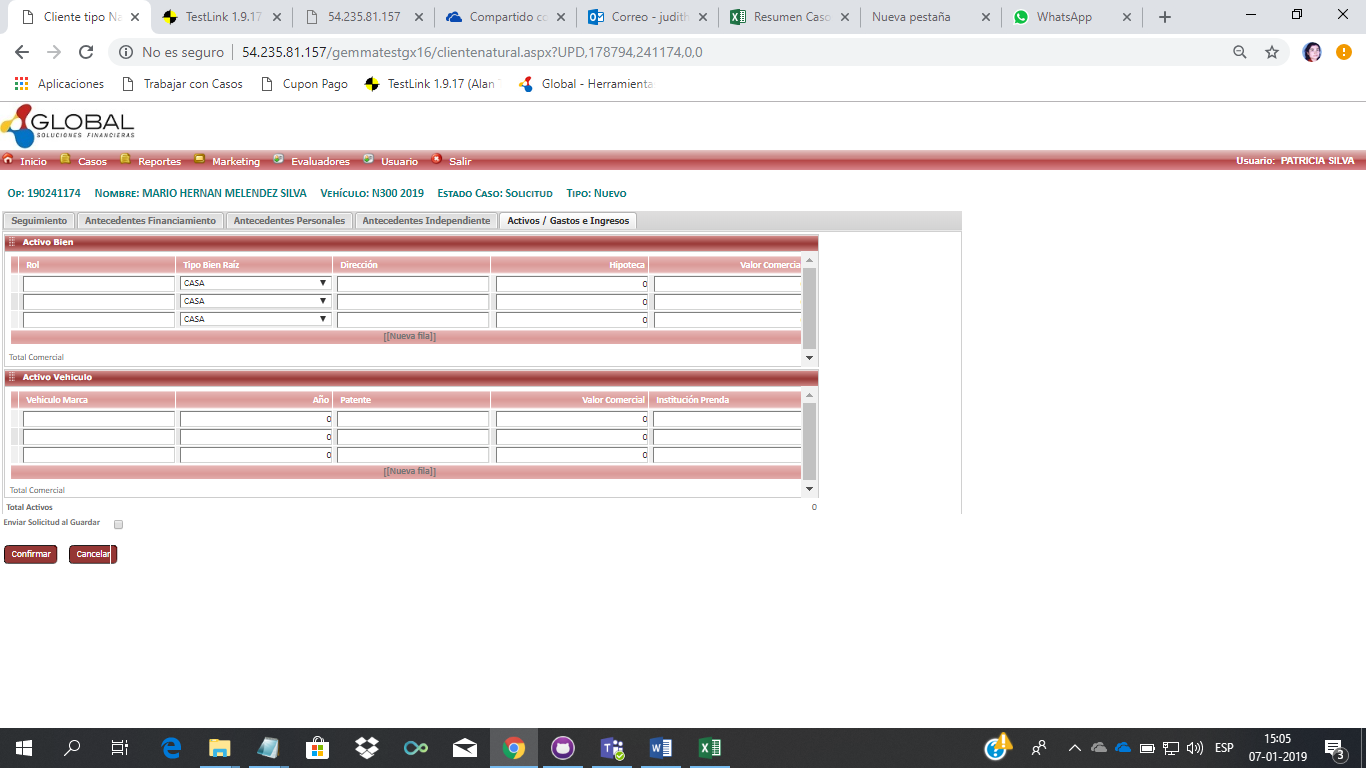 Cliente tipo Na
TestLink 1.9.17
54.235.81.157
Compartido co
Correo - judith
Resumen Caso
Nueva pestaña
WhatsApp
No es seguro
54.235.81.157/gemmatestgx16/clientenatural.aspx?UPD,178794,241174,0,0
Aplicaciones
Trabajar con Casos
Cupon Pago
TestLink 1.9.17 (Alan
Global - Herramienta
GLOBAL
SOLUCIONES FINANCIERAS
Inicio Casos Reportes Marketing Evaluadores Usuario Salir
Usuario: PATRICIA SILVA
Op: 190241174 Nombre: MARIO HERNAN MELENDEZ SILVA Vehículo: N300 2019 Estado Caso: Solicitud Tipo: Nuevo
Seguimiento Antecedentes Financiamiento Antecedentes Personales Antecedentes Independiente Activos / Gastos e Ingresos
Activo Bien
Rol Tipo Bien Raíz Dirección Hipoteca Valor Comercia
CASA 0
CASA 0
CASA 0
[[Nueva fila]]
Total Comercial
Activo Vehiculo
Vehiculo Marca Año Patente Valor Comercial Institución Prenda
0 0
0 0
0 0
[[Nueva fila]]
Total Comercial
Total Activos 0
Enviar Solicitud al Guardar
Confirmar Cancelar
ESP
15:05
07-01-2019
3